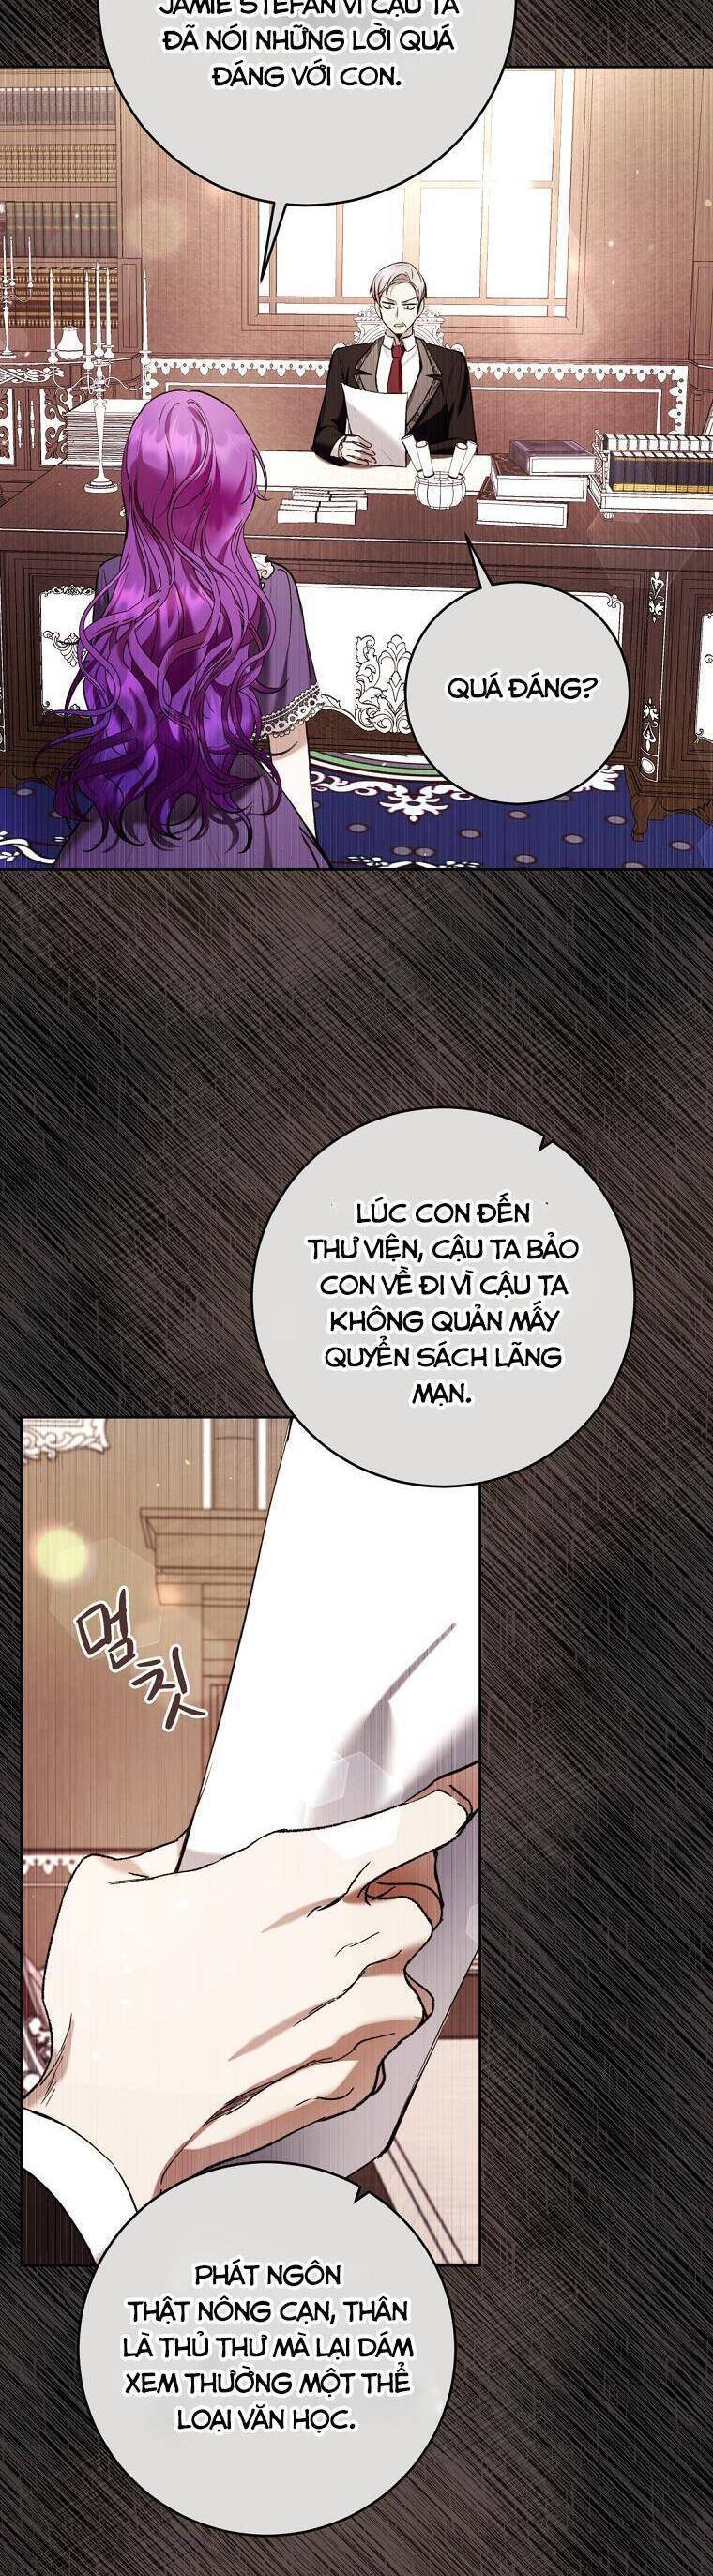 JAMIE STEFAN VÌ CẬU TA
ĐÃ NÓI NHỮNG LỜI QUÁ
ĐÁNG VỚI CON.
QUÁ ĐÁNG?
LÚC CON ĐẾN
THƯ VIỆN, CẬU TA BẢO
CON VỀ ĐI VÌ CẬU TA
KHÔNG QUẢN MẤY
QUYỂN SÁCH LÃNG
MẠN.
멈
칫
PHÁT NGÔN
THẬT NÔNG CẠN, THÂN
LÀ THỦ THƯ MÀ LẠI DÁM
XEM THƯỜNG MỘT THỂ
LOẠI VĂN HỌC.